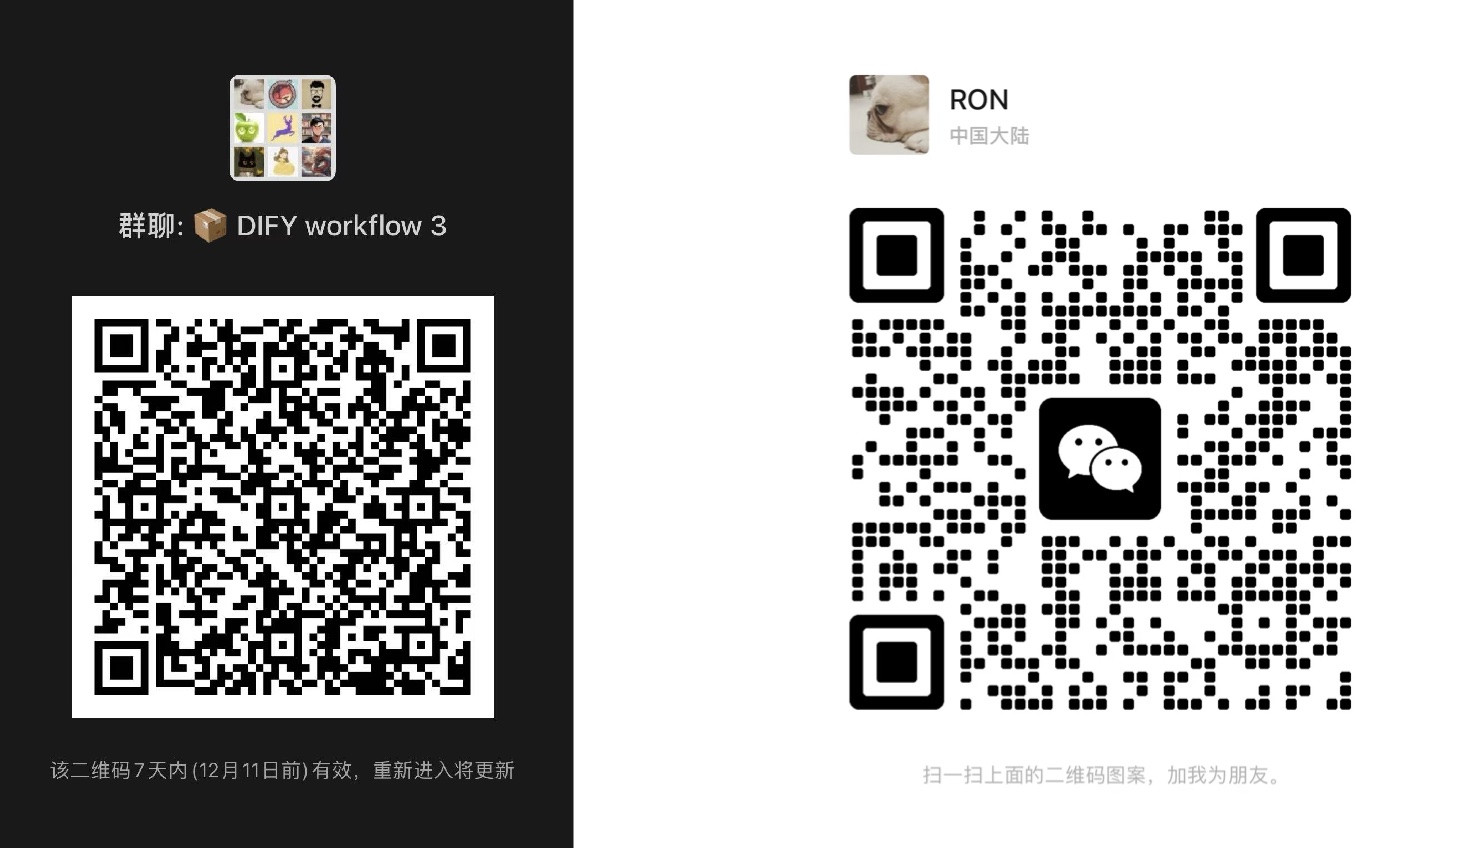 群聊: 📦 DIFY workflow 3
该二维码7天内(12月11日前)有效，重新进入将更新
RON
中国大陆
扫一扫上面的二维码图案，加我为朋友。